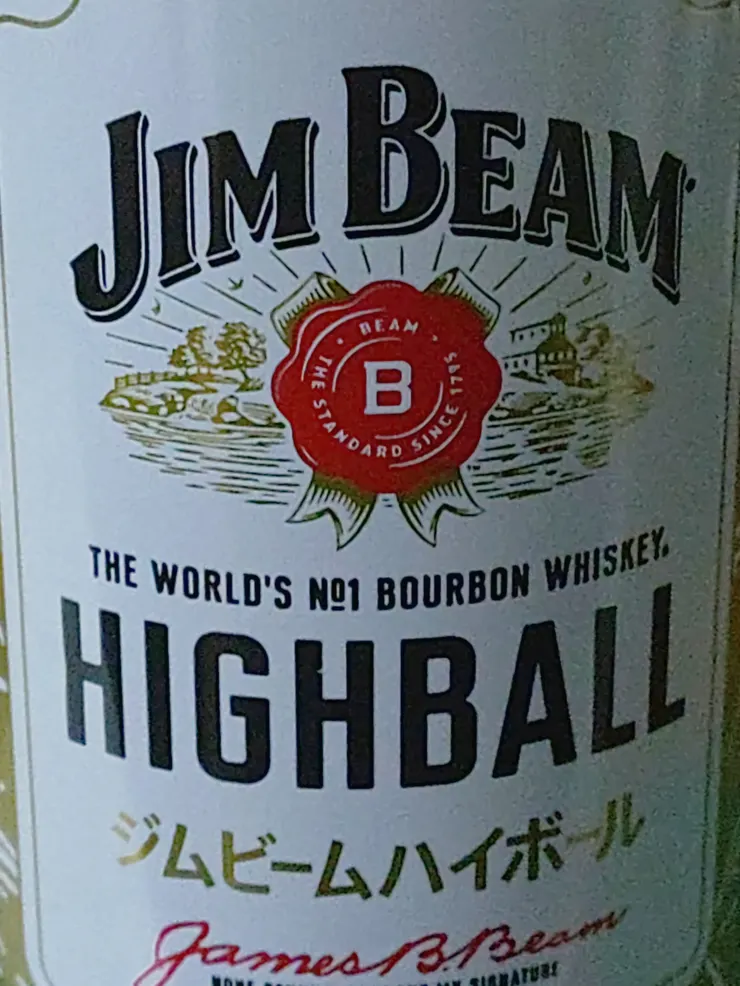 JIM BEAM
BEAM
B
THE STANDARD SINCE 1795
THE WORLD'S No1 BOURBON WHISKEY.
HIGHBALL
ジムビームハイボール
James B. Beam
SIGNATURE